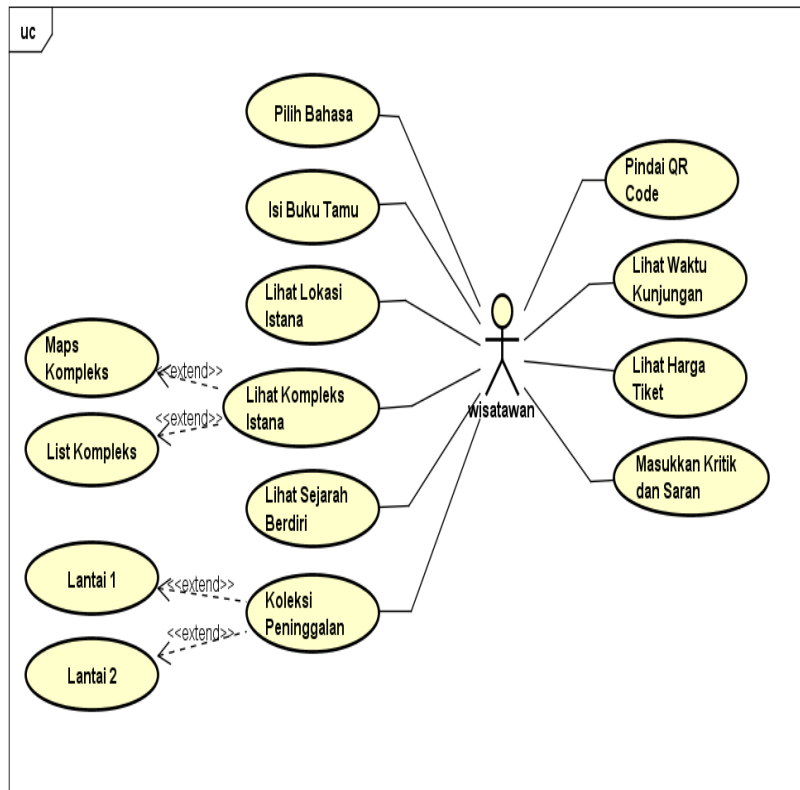 uc
Pilih Bahasa
Isi Buku Tamu
Lihat Lokasi
Istana
Maps
Kompleks
<<extend>>
Lihat Kompleks
Istana
<<extend>>
List Kompleks
Lihat Sejarah
Berdiri
Lantai 1
<<extend>>
Koleksi
Peninggalan
<<extend>>
Lantai 2
wisatawan
Pindai QR
Code
Lihat Waktu
Kunjungan
Lihat Harga
Tiket
Masukkan Kritik
dan Saran